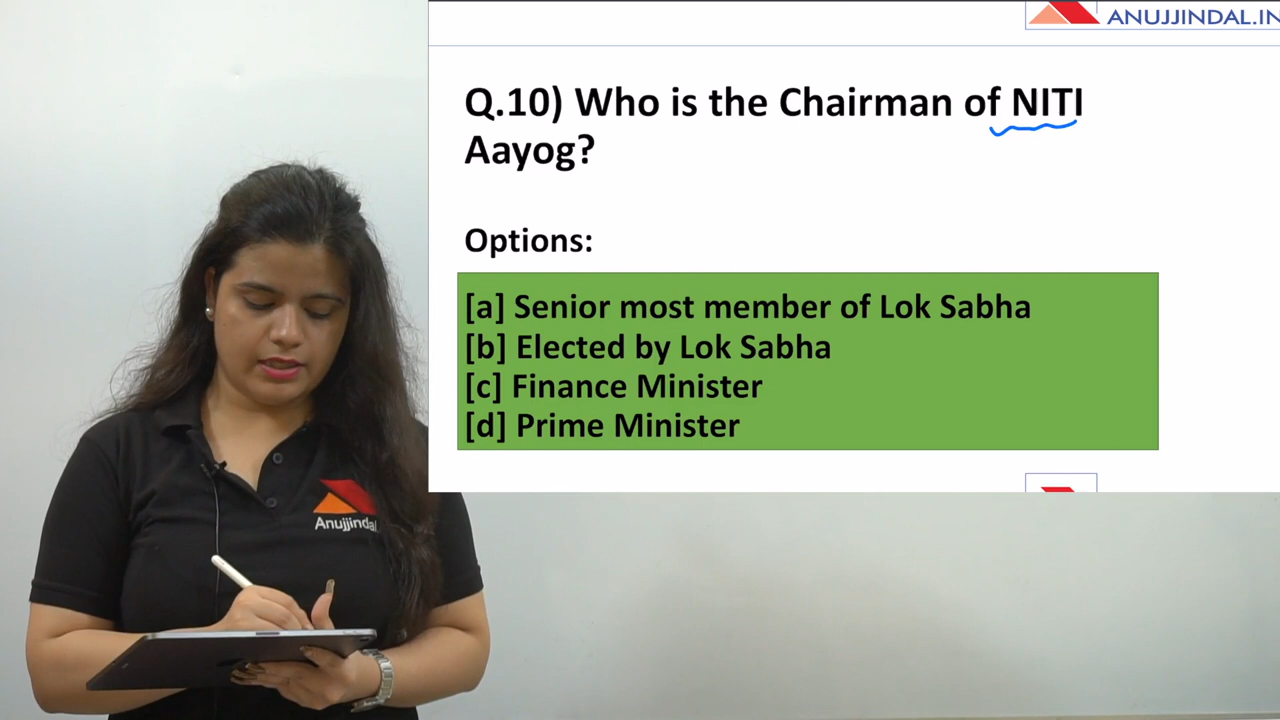 ANUJJINDAL.IN
Q.10) Who is the Chairman of NITI
Aayog?
Options:
[a] Senior most member of Lok Sabha
[b] Elected by Lok Sabha
[c] Finance Minister
[d] Prime Minister
Anujjindal